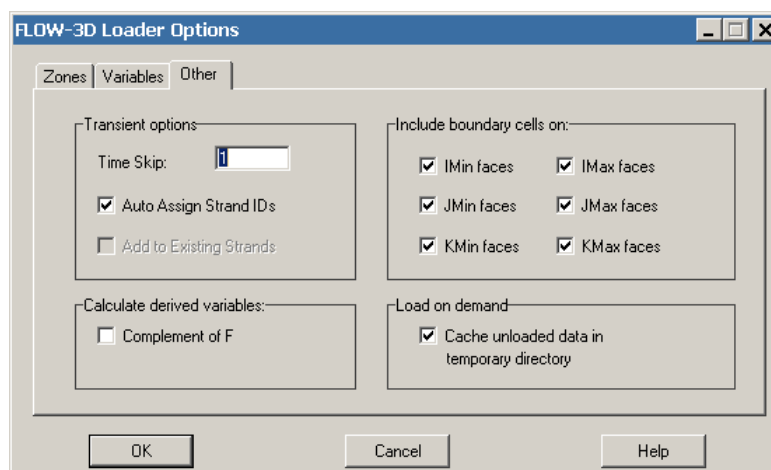 FLOW-3D Loader Options
Zones Variables Other
Transient options
Time Skip: 1
Auto Assign Strand IDs
Add to Existing Strands
Include boundary cells on:
IMin faces IMax faces
JMin faces JMax faces
KMin faces KMax faces
Calculate derived variables:
Complement of F
Load on demand
Cache unloaded data in
temporary directory
OK Cancel Help